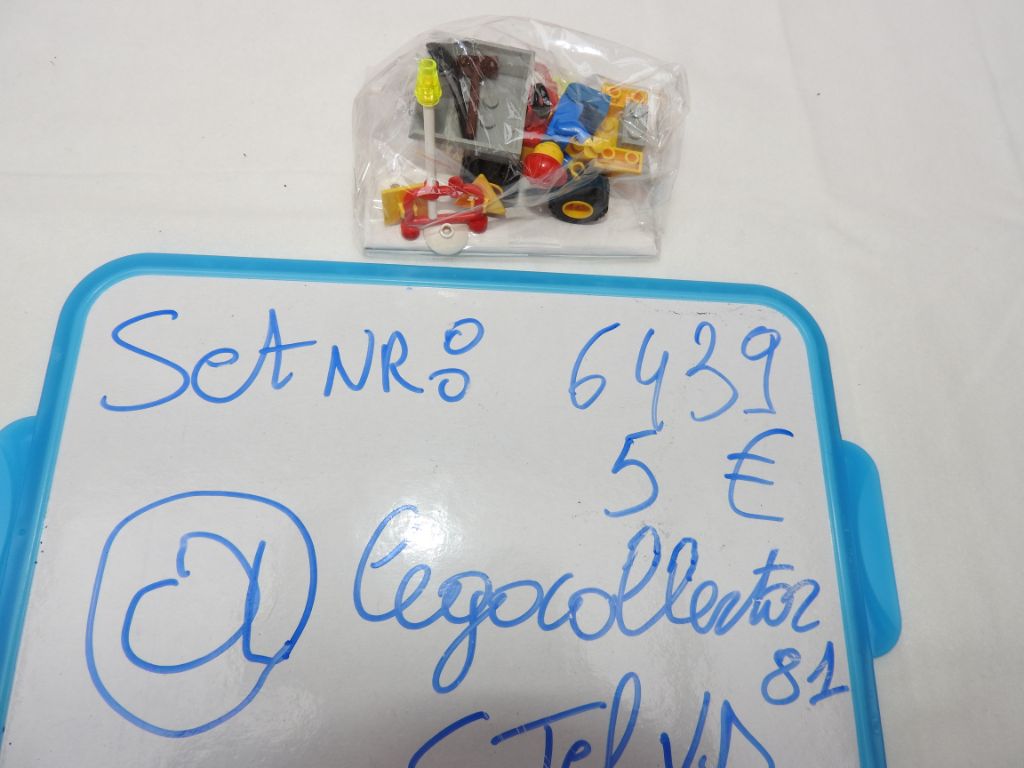 Set NR: 6439
5 €
@ legocollector
81